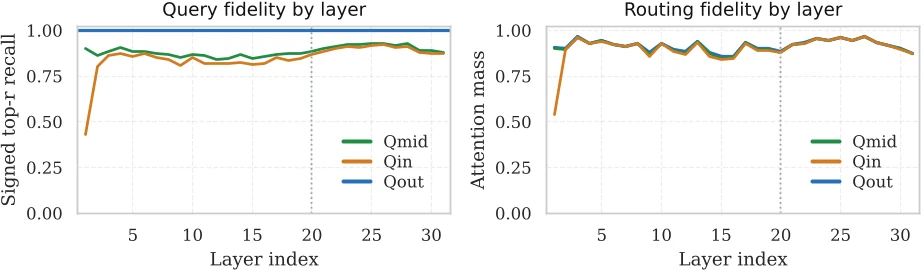 Query fidelity by layer
Signed top-r recall
1.00
0.75
0.50
0.25
0.00
Qmid
Qin
Qout
5 10 15 20 25 30
Layer index
Routing fidelity by layer
Attention mass
1.00
0.75
0.50
0.25
0.00
Qmid
Qin
Qout
5 10 15 20 25 30
Layer index